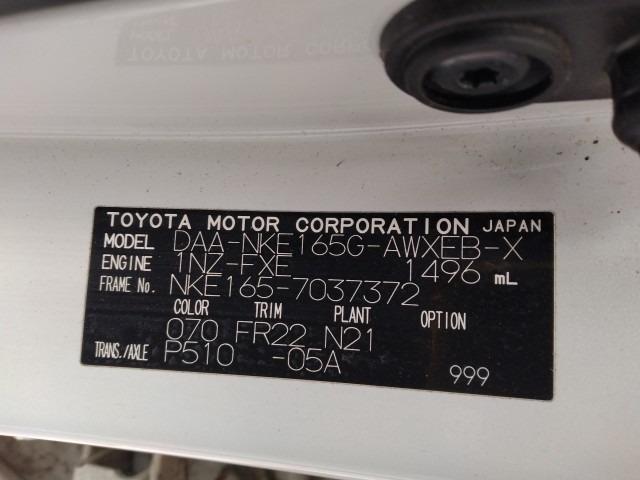 TOYOTA MOTOR CORPORATION JAPAN
MODEL DAA-NKE165G-AWXEB-X
ENGINE 1NZ-FXE 1496 mL
FRAME No. NKE165-7037372
COLOR TRIM PLANT OPTION
070 FR22 N21
TRANS./AXLE P510 -05A
999